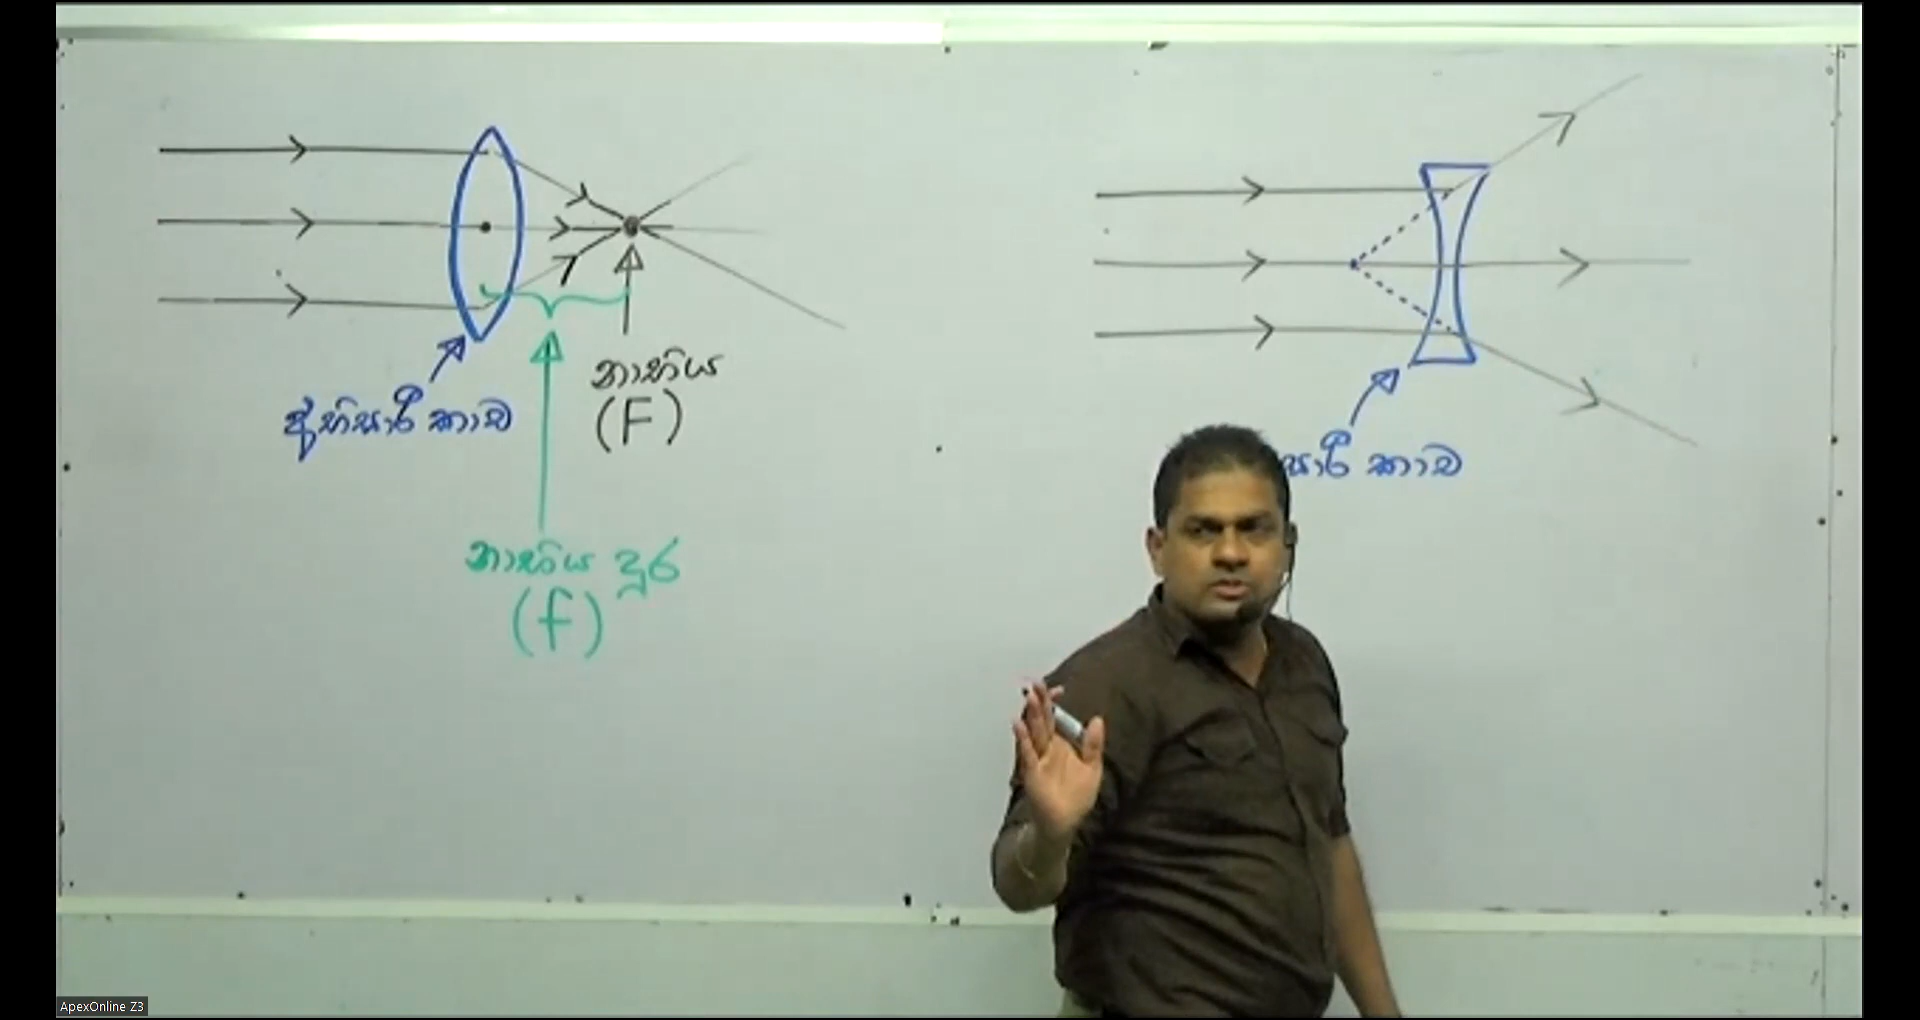 අභිසාරී කාච
නාභිය
(F)
නාභිය දුර
(f)
සාරී කාච
ApexOnline Z3